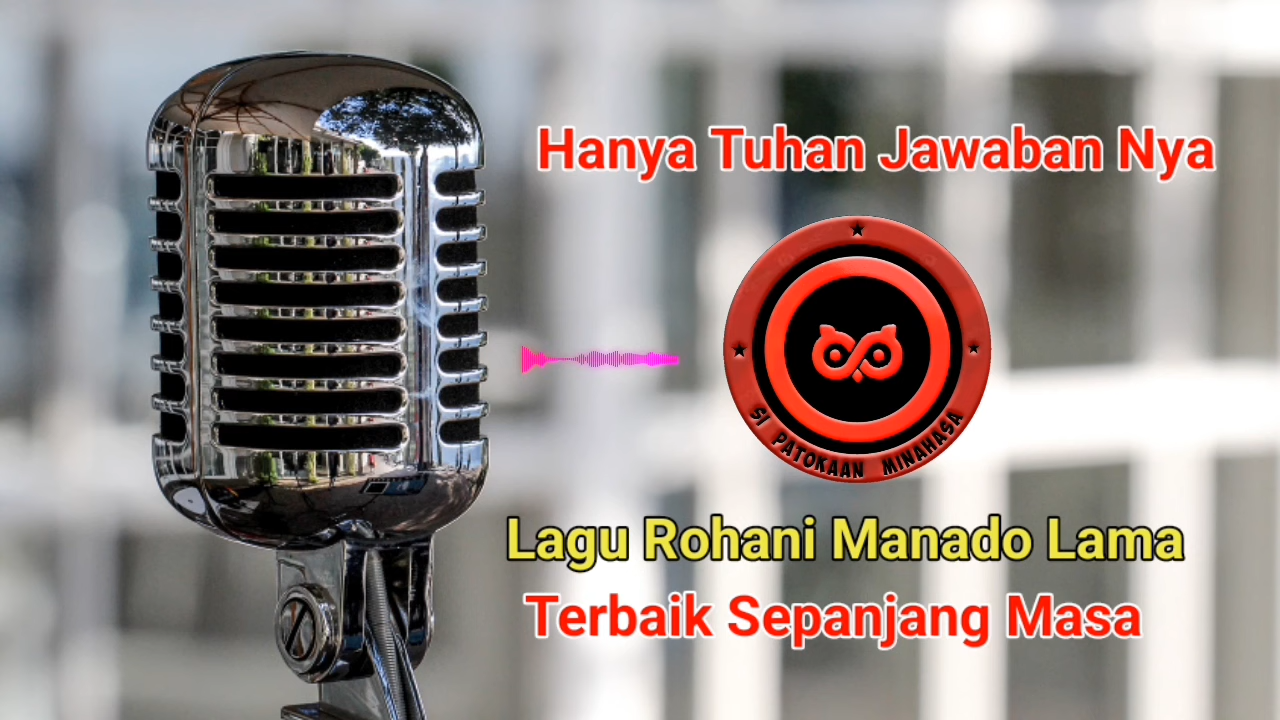 Hanya Tuhan Jawaban Nya
SI PATOKAAN MINAHASA
Lagu Rohani Manado Lama
Terbaik Sepanjang Masa